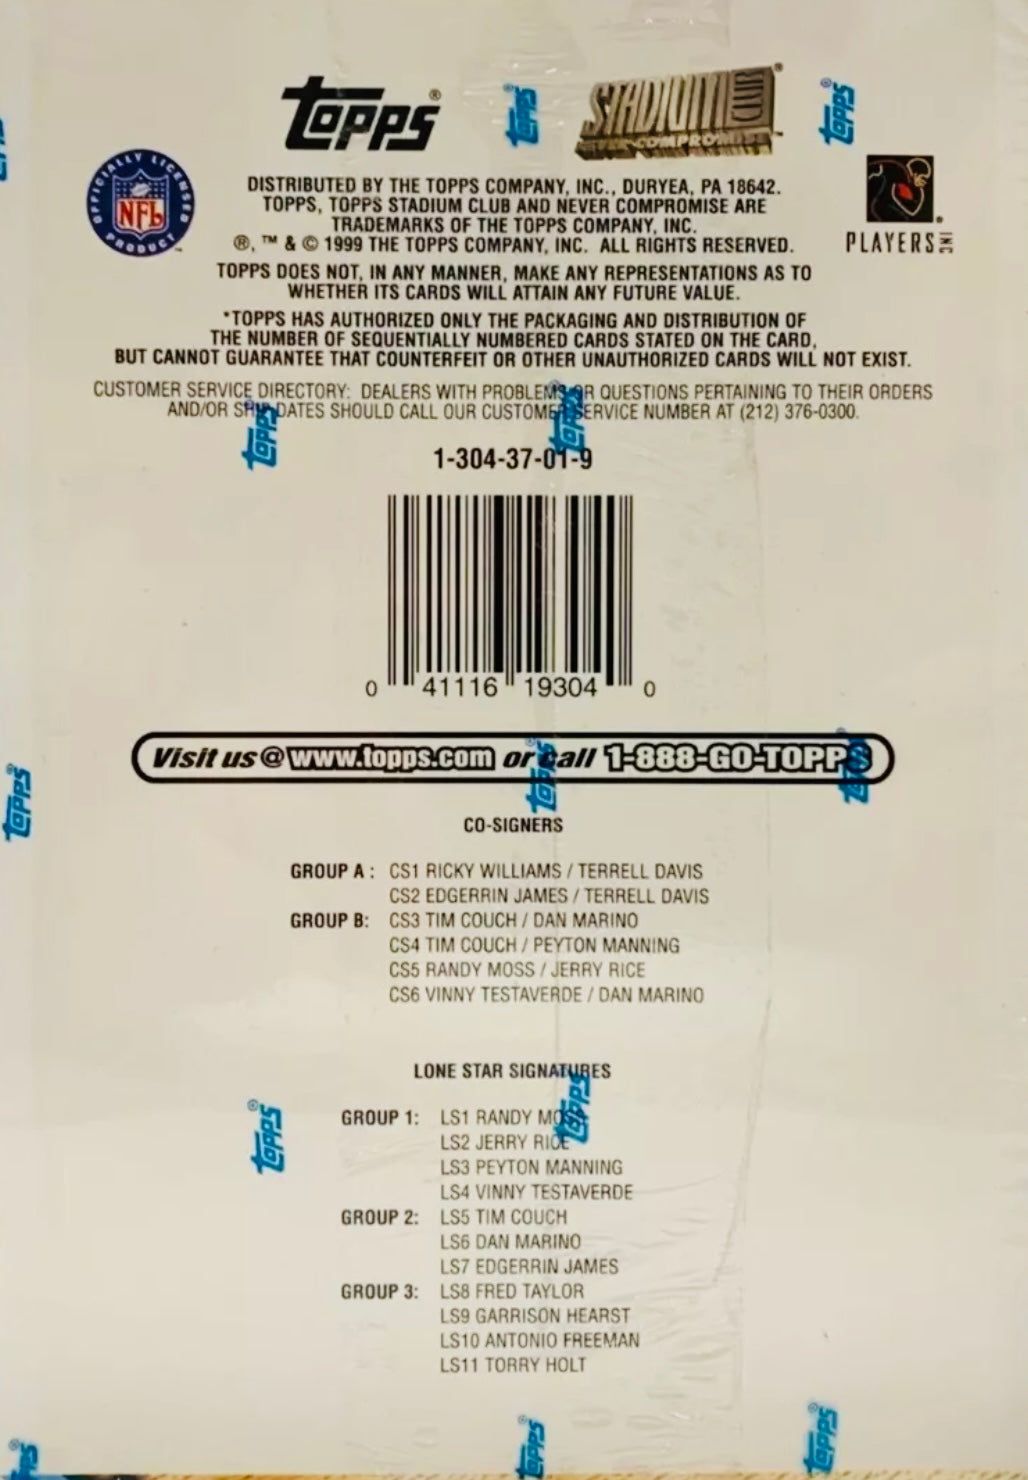 TOPPS®
STADIUM CLUB®
NEVER COMPROMISE™
OFFICIALLY LICENSED
NFL
PRODUCT™
PLAYERS INC
DISTRIBUTED BY THE TOPPS COMPANY, INC., DURYEA, PA 18642.
TOPPS, TOPPS STADIUM CLUB AND NEVER COMPROMISE ARE
TRADEMARKS OF THE TOPPS COMPANY, INC.
®, ™ & © 1999 THE TOPPS COMPANY, INC. ALL RIGHTS RESERVED.
TOPPS DOES NOT, IN ANY MANNER, MAKE ANY REPRESENTATIONS AS TO
WHETHER ITS CARDS WILL ATTAIN ANY FUTURE VALUE.
*TOPPS HAS AUTHORIZED ONLY THE PACKAGING AND DISTRIBUTION OF
THE NUMBER OF SEQUENTIALLY NUMBERED CARDS STATED ON THE CARD,
BUT CANNOT GUARANTEE THAT COUNTERFEIT OR OTHER UNAUTHORIZED CARDS WILL NOT EXIST.
CUSTOMER SERVICE DIRECTORY: DEALERS WITH PROBLEMS OR QUESTIONS PERTAINING TO THEIR ORDERS
AND/OR SHIP DATES SHOULD CALL OUR CUSTOMER SERVICE NUMBER AT (212) 376-0300.
1-304-37-01-9
0 41116 19304 0
Visit us @ www.topps.com or call 1-888-GO-TOPPS
CO-SIGNERS
GROUP A : CS1 RICKY WILLIAMS / TERRELL DAVIS
CS2 EDGERRIN JAMES / TERRELL DAVIS
GROUP B: CS3 TIM COUCH / DAN MARINO
CS4 TIM COUCH / PEYTON MANNING
CS5 RANDY MOSS / JERRY RICE
CS6 VINNY TESTAVERDE / DAN MARINO
LONE STAR SIGNATURES
GROUP 1: LS1 RANDY MOSS
LS2 JERRY RICE
LS3 PEYTON MANNING
LS4 VINNY TESTAVERDE
GROUP 2: LS5 TIM COUCH
LS6 DAN MARINO
LS7 EDGERRIN JAMES
GROUP 3: LS8 FRED TAYLOR
LS9 GARRISON HEARST
LS10 ANTONIO FREEMAN
LS11 TORRY HOLT